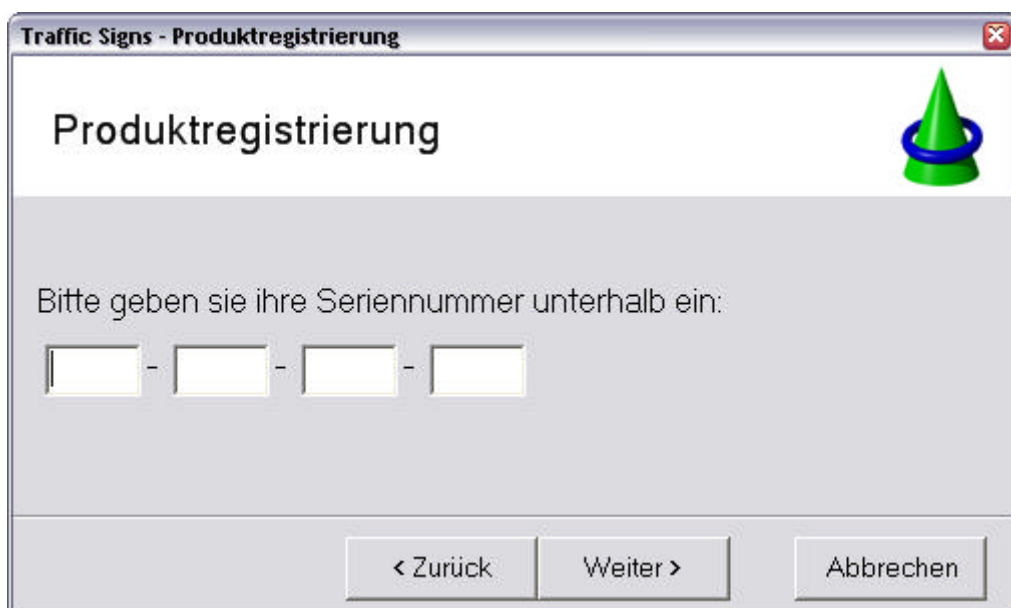 Traffic Signs - Produktregistrierung
Produktregistrierung
Bitte geben sie ihre Seriennummer unterhalb ein:
- - -
< Zurück Weiter > Abbrechen